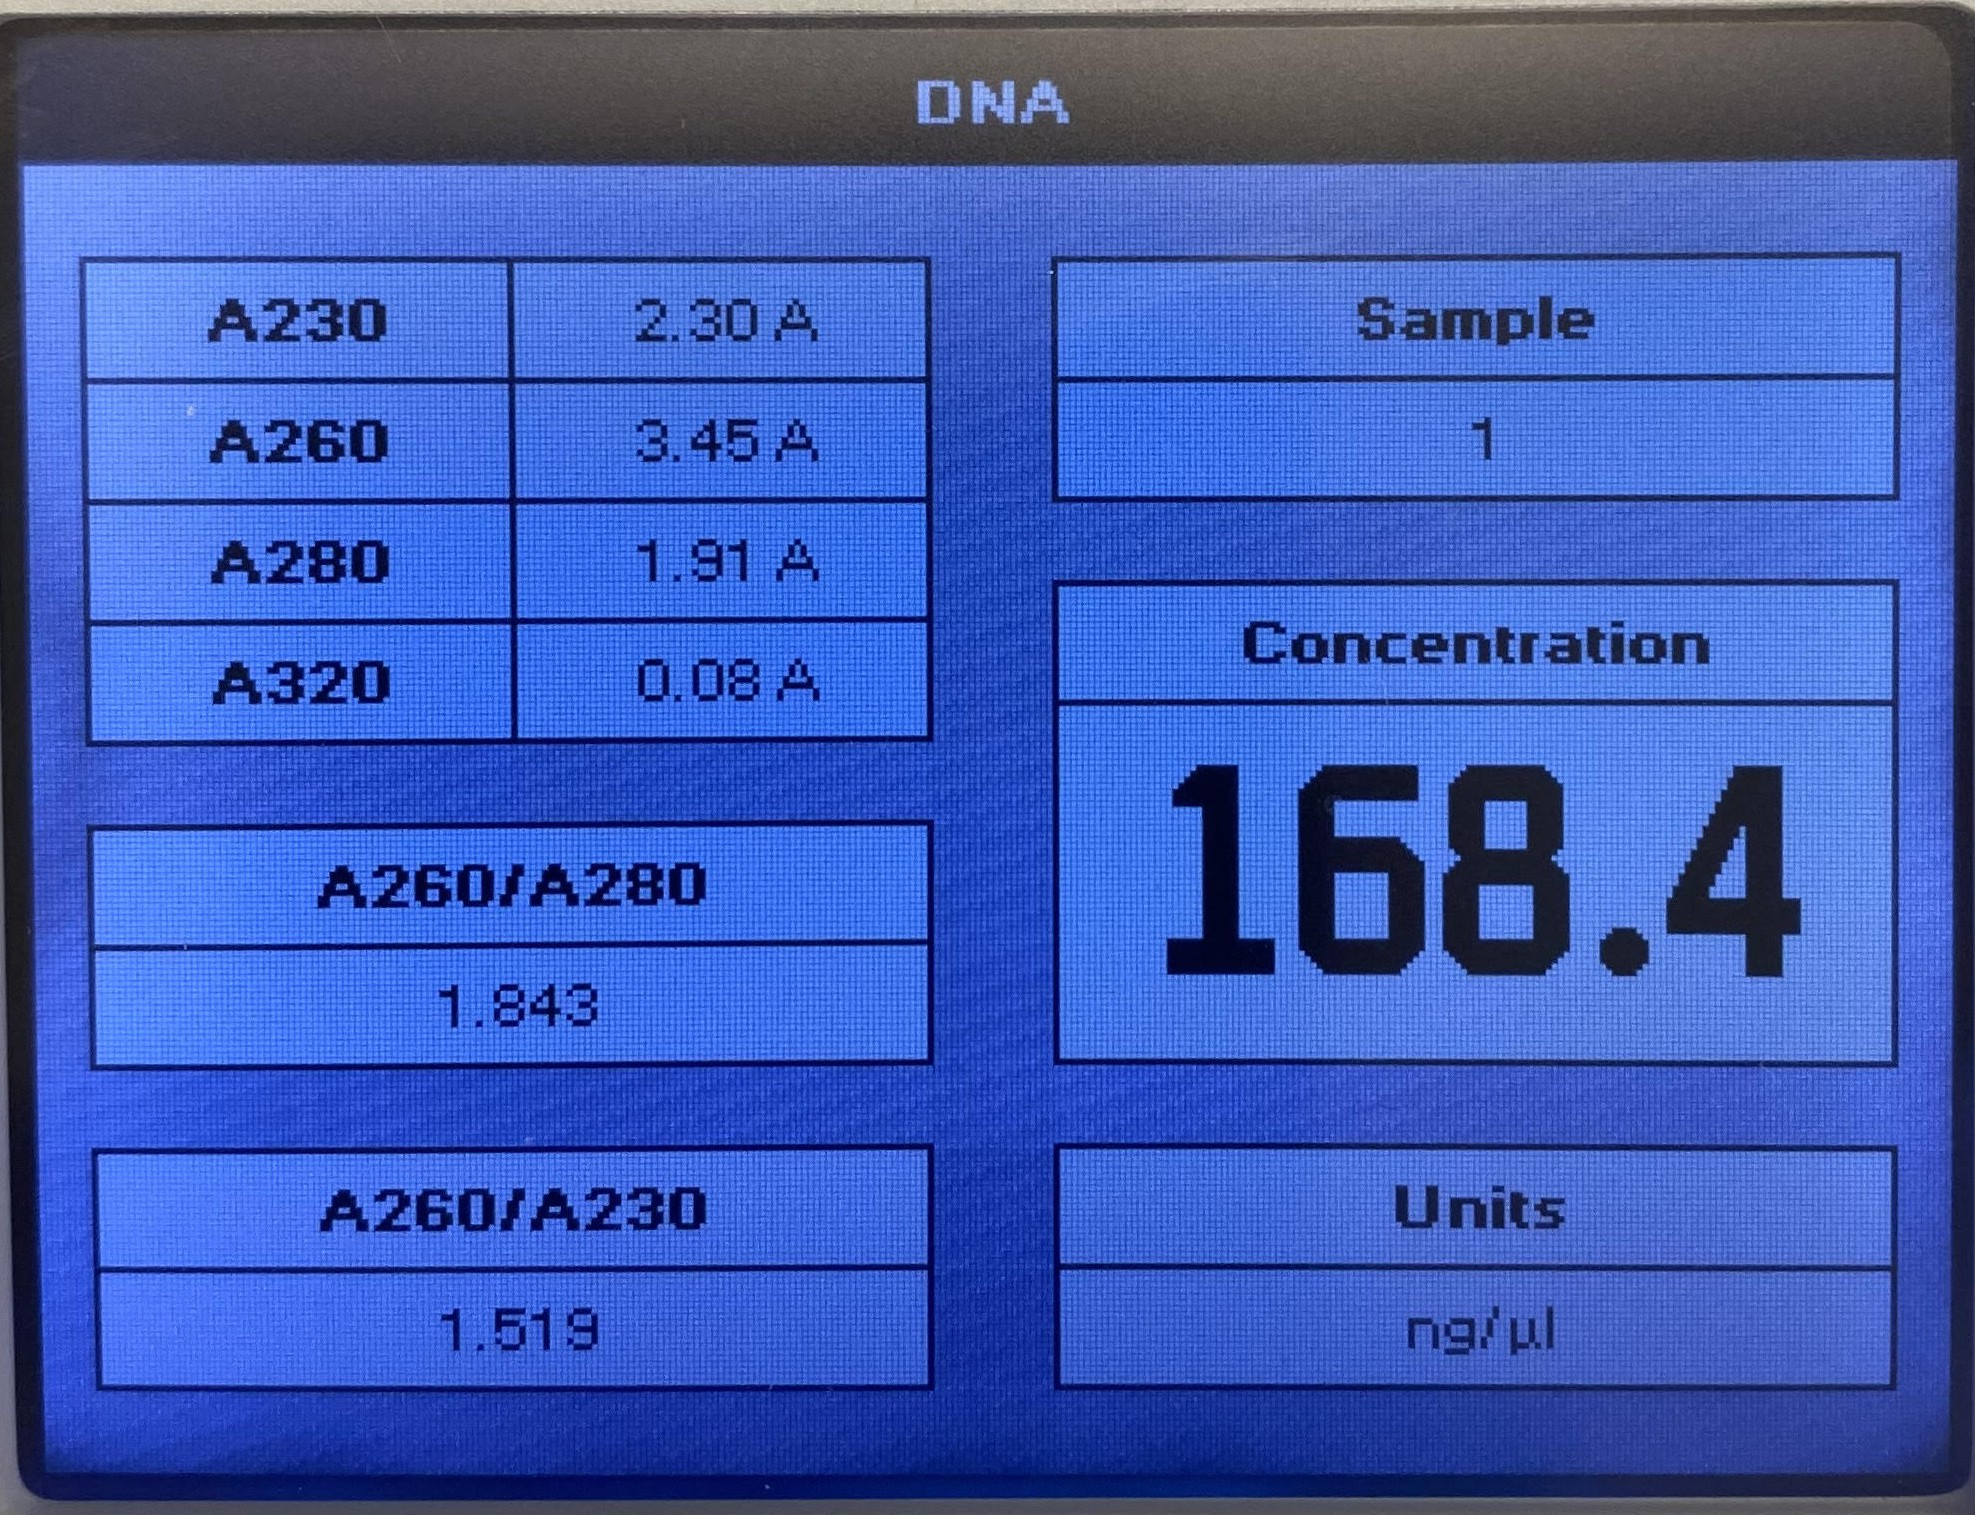 DNA
A230 2.30 A
A260 3.45 A
A280 1.91 A
A320 0.08 A
A260/A280
1.843
A260/A230
1.519
Sample
1
Concentration
168.4
Units
ng/µl